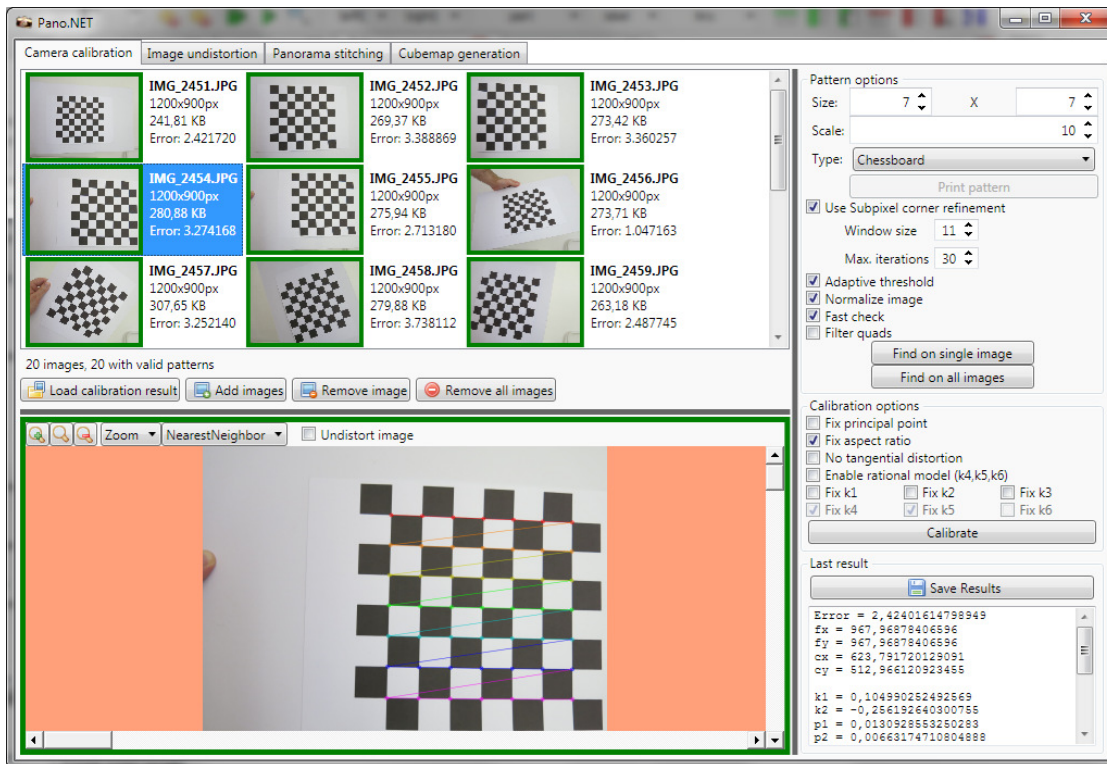 Pano.NET
Camera calibration Image undistortion Panorama stitching Cubemap generation
IMG_2451.JPG
1200x900px
241,81 KB
Error: 2.421720
IMG_2452.JPG
1200x900px
269,37 KB
Error: 3.388869
IMG_2453.JPG
1200x900px
273,42 KB
Error: 3.360257
IMG_2454.JPG
1200x900px
280,88 KB
Error: 3.274168
IMG_2455.JPG
1200x900px
275,94 KB
Error: 2.713180
IMG_2456.JPG
1200x900px
273,71 KB
Error: 1.047163
IMG_2457.JPG
1200x900px
307,65 KB
Error: 3.252140
IMG_2458.JPG
1200x900px
279,88 KB
Error: 3.738112
IMG_2459.JPG
1200x900px
263,18 KB
Error: 2.487745
20 images, 20 with valid patterns
Load calibration result Add images Remove image Remove all images
Zoom NearestNeighbor Undistort image
Pattern options
Size: 7 X 7
Scale: 10
Type: Chessboard
Print pattern
Use Subpixel corner refinement
Window size 11
Max. iterations 30
Adaptive threshold
Normalize image
Fast check
Filter quads
Find on single image
Find on all images
Calibration options
Fix principal point
Fix aspect ratio
No tangential distortion
Enable rational model (k4,k5,k6)
Fix k1 Fix k2 Fix k3
Fix k4 Fix k5 Fix k6
Calibrate
Last result
Save Results
Error = 2,42401614798949
fx = 967,96878406596
fy = 967,96878406596
cx = 623,791720129091
cy = 512,966120923455
k1 = 0,104990252492569
k2 = -0,256192640300755
p1 = 0,0130928553250283
p2 = 0,00663174710804888